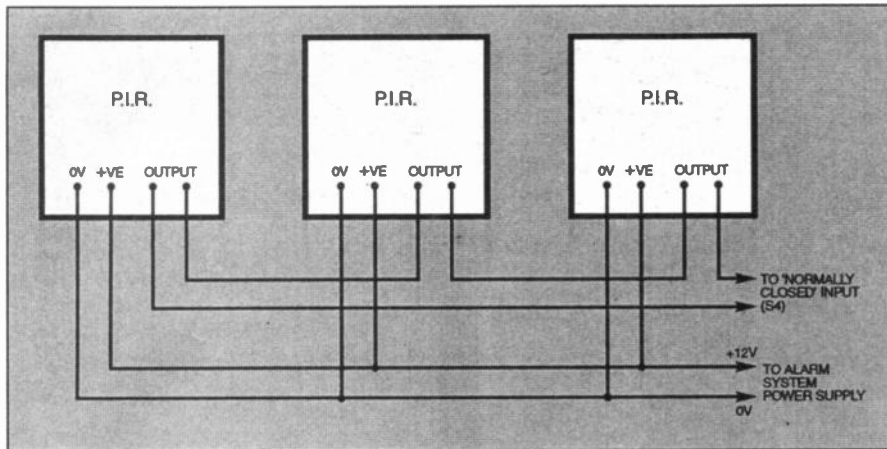 P.I.R.
P.I.R.
P.I.R.
0V +VE OUTPUT
0V +VE OUTPUT
0V +VE OUTPUT
TO 'NORMALLY
CLOSED' INPUT
(S4)
+12V
TO ALARM
SYSTEM
POWER SUPPLY
0V